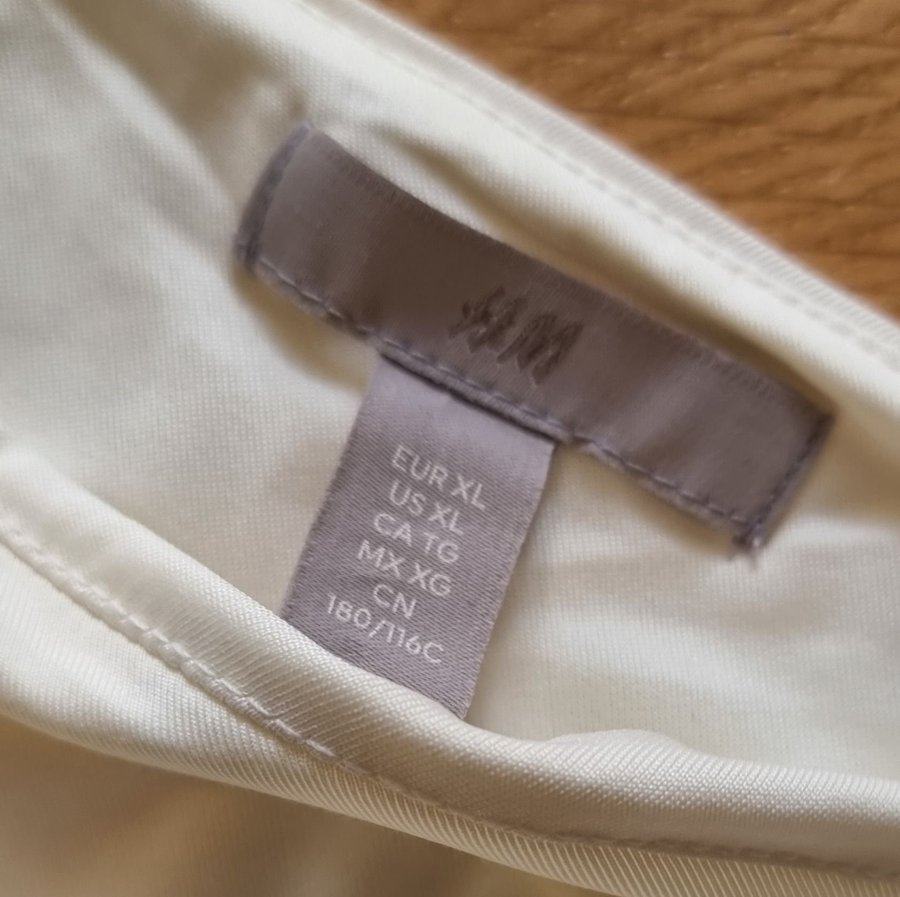 H&M
EUR XL
US XL
CA TG
MX XG
CN
180/116C